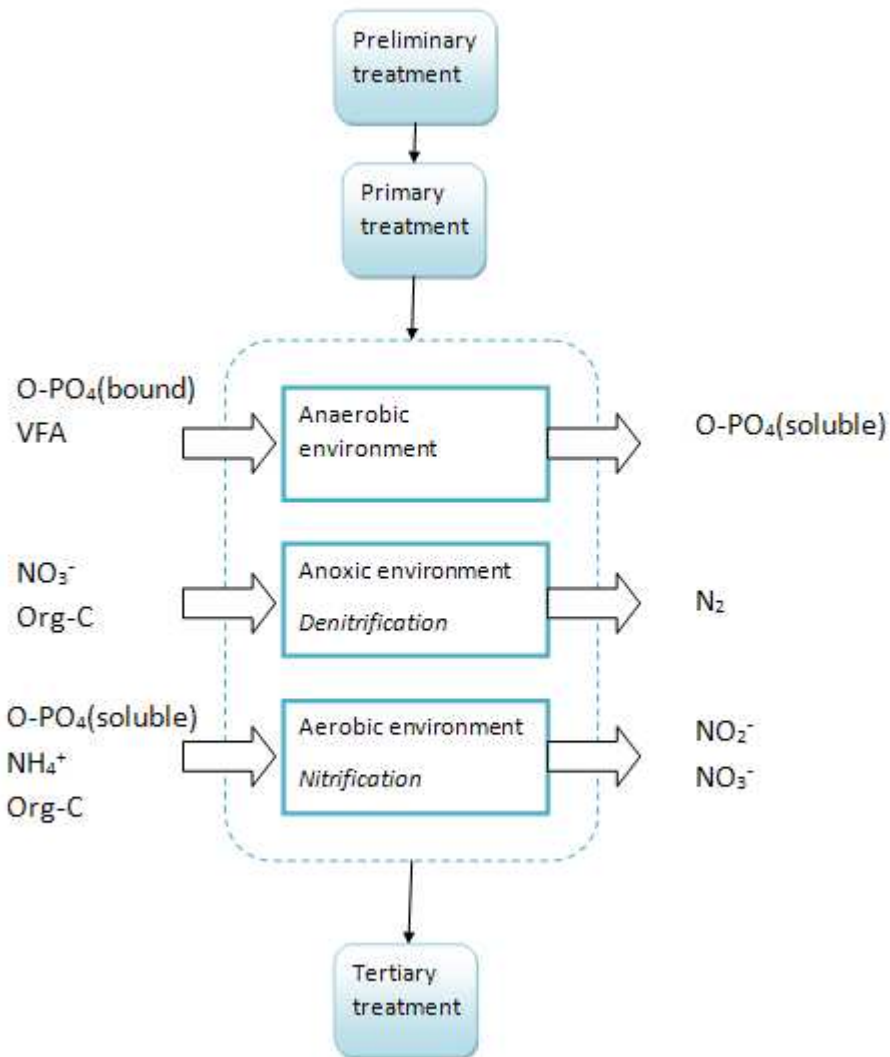 Preliminary
treatment
Primary
treatment
O-PO₄(bound)
VFA
Anaerobic
environment
O-PO₄(soluble)
NO₃⁻
Org-C
Anoxic environment
Denitrification
N₂
O-PO₄(soluble)
NH₄⁺
Org-C
Aerobic environment
Nitrification
NO₂⁻
NO₃⁻
Tertiary
treatment